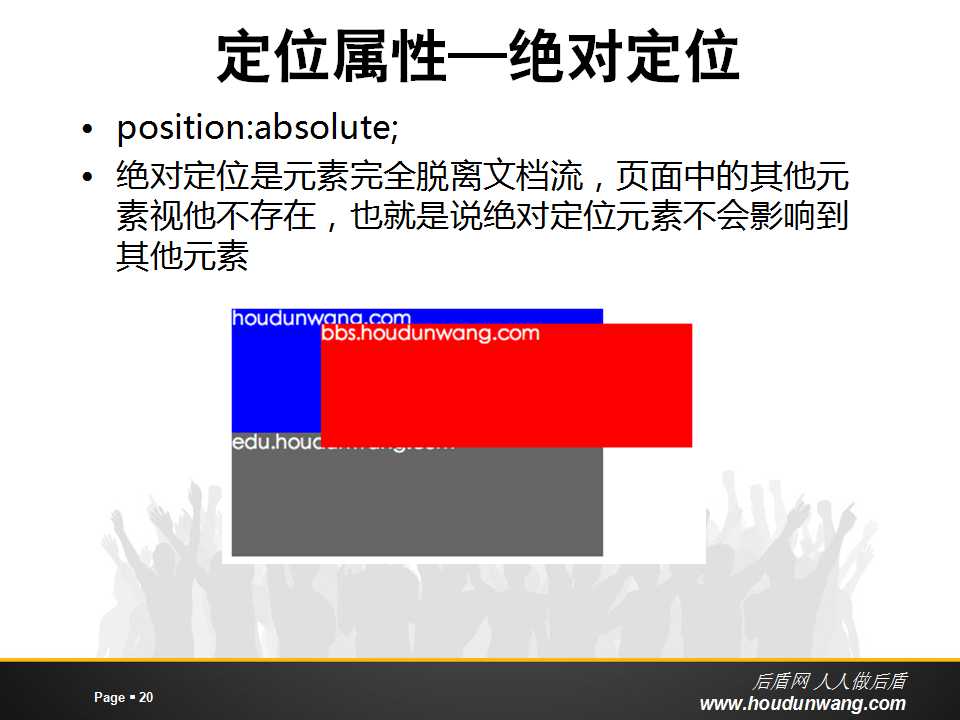 定位属性—绝对定位
• position:absolute;
• 绝对定位是元素完全脱离文档流，页面中的其他元
素视他不存在，也就是说绝对定位元素不会影响到
其他元素
houdunwang.com
bbs.houdunwang.com
edu.houdunwang.com
Page ▪ 20
后盾网 人人做后盾
www.houdunwang.com